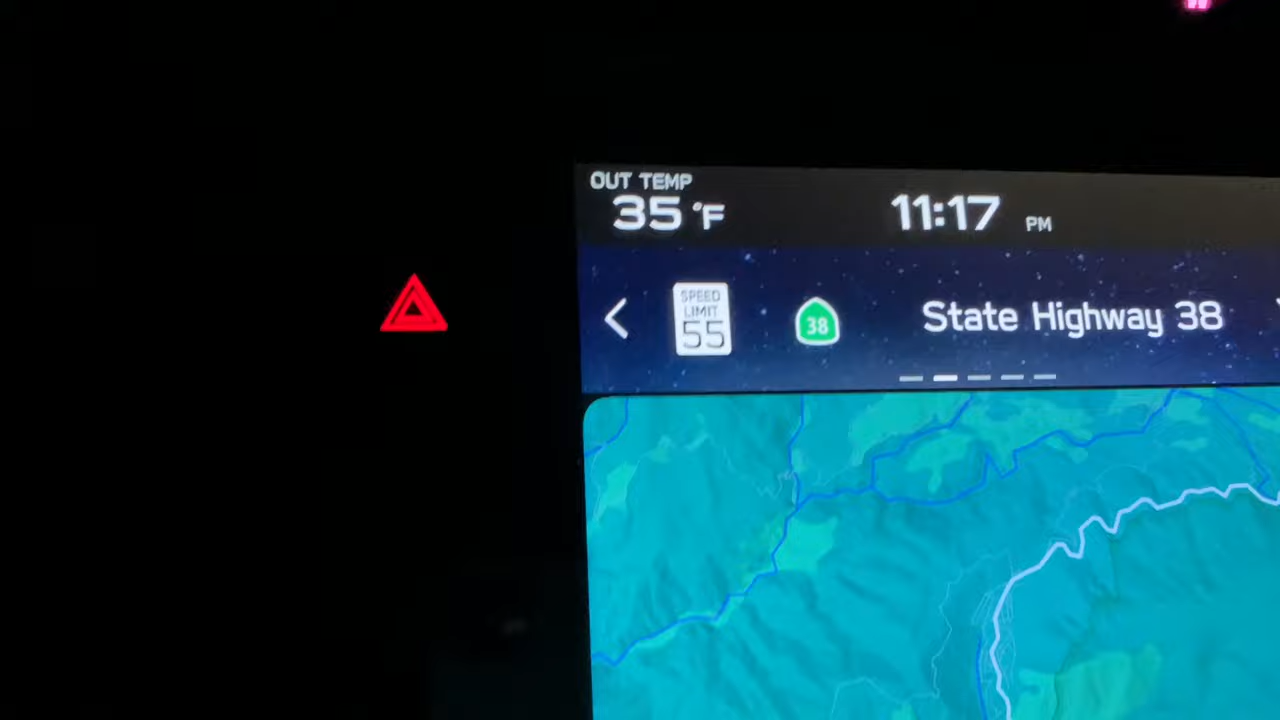 OUT TEMP
35 °F
11:17 PM
SPEED
LIMIT
55
38
State Highway 38